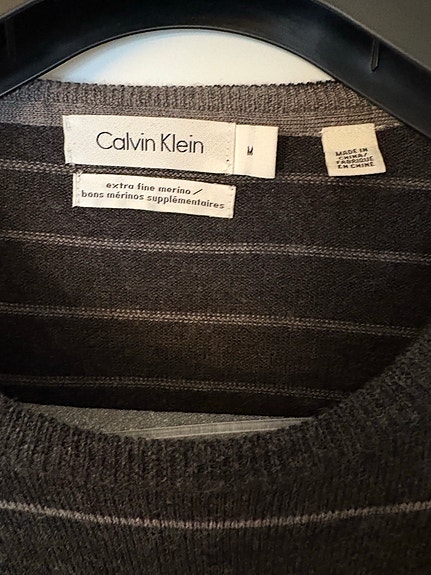 Calvin Klein
M
MADE IN
CHINA/
FABRIQUÉ
EN CHINE
extra fine merino /
bons mérinos supplémentaires